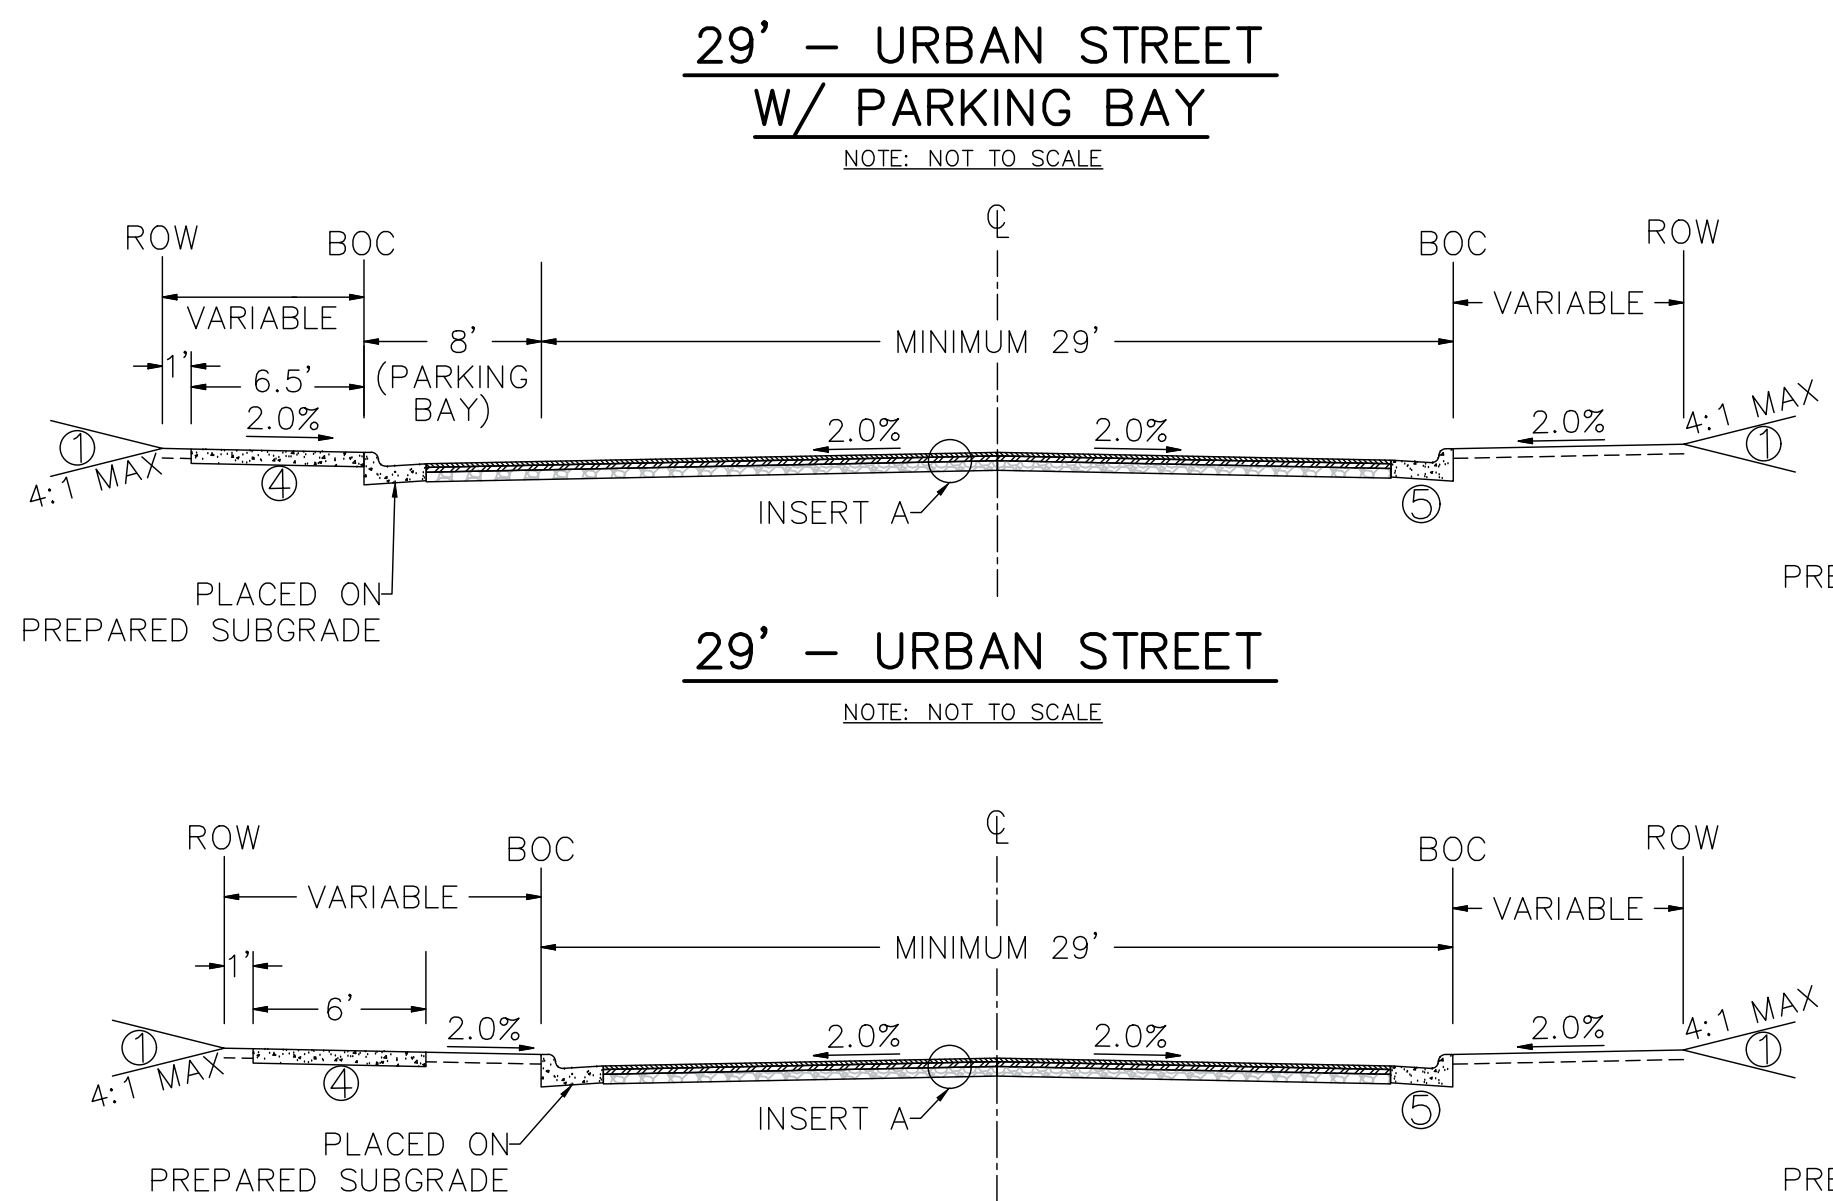 29' – URBAN STREET
W/ PARKING BAY
NOTE: NOT TO SCALE
ROW
BOC
℄
BOC
ROW
VARIABLE
VARIABLE
8'
(PARKING
BAY)
MINIMUM 29'
1'
6.5'
2.0%
2.0%
2.0%
2.0%
4:1 MAX
1
4:1 MAX
4
1
5
INSERT A
PLACED ON
PREPARED SUBGRADE
PRE
29' – URBAN STREET
NOTE: NOT TO SCALE
ROW
BOC
℄
BOC
ROW
VARIABLE
VARIABLE
MINIMUM 29'
1'
6'
2.0%
2.0%
2.0%
2.0%
4:1 MAX
1
4:1 MAX
4
1
5
INSERT A
PLACED ON
PREPARED SUBGRADE
PRE